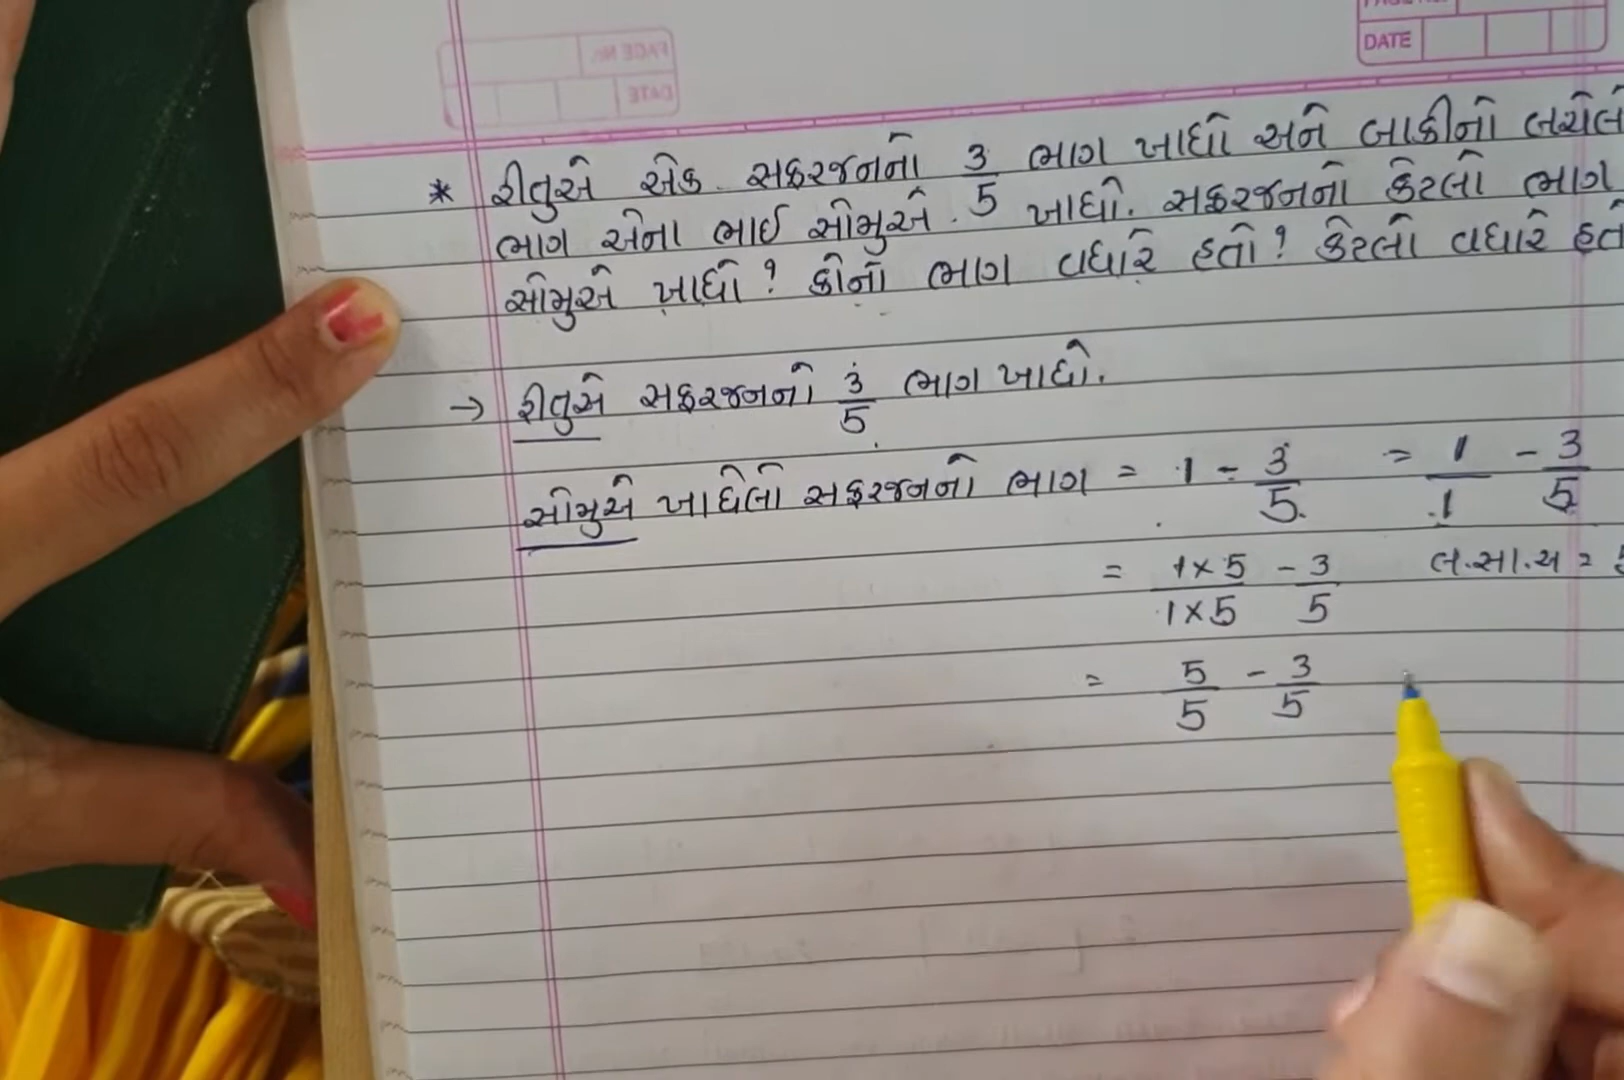 DATE
* રીતુએ એક સફરજનનો 3/5 ભાગ ખાધો અને બાકીનો બચેલો
ભાગ એના ભાઈ સોમુએ ખાધો. સફરજનનો કેટલો ભાગ
સોમુએ ખાધો? કોનો ભાગ વધારે હતો? કેટલો વધારે
→ રીતુએ સફરજનનો 3/5 ભાગ ખાધો.
સોમુએ ખાધેલો સફરજનનો ભાગ = 1 - 3/5 = 1/1 - 3/5
= 1×5/1×5 - 3/5 લ.સા.અ =
= 5/5 - 3/5